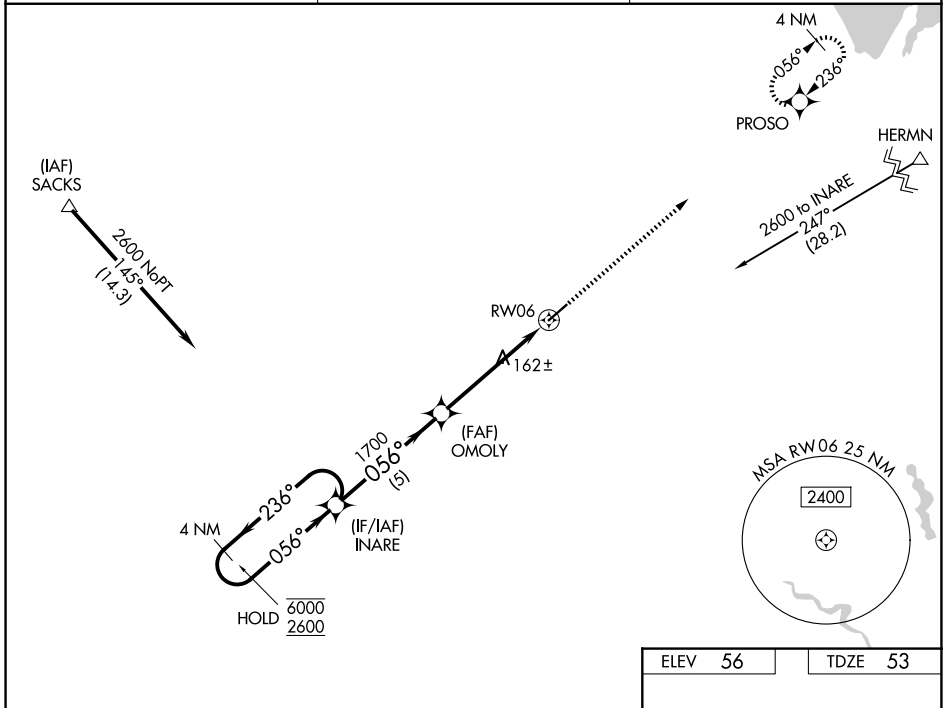 4 NM
056°
236°
PROSO
HERMN
(IAF)
SACKS
2600 NoPT
145°
(14.3)
2600 to INARE
247°
(28.2)
RW06
162±
(FAF)
OMOLY
1700
056°
(5)
236°
4 NM
056°
(IF/IAF)
INARE
HOLD
6000
2600
MSA RW06 25 NM
2400
ELEV 56
TDZE 53